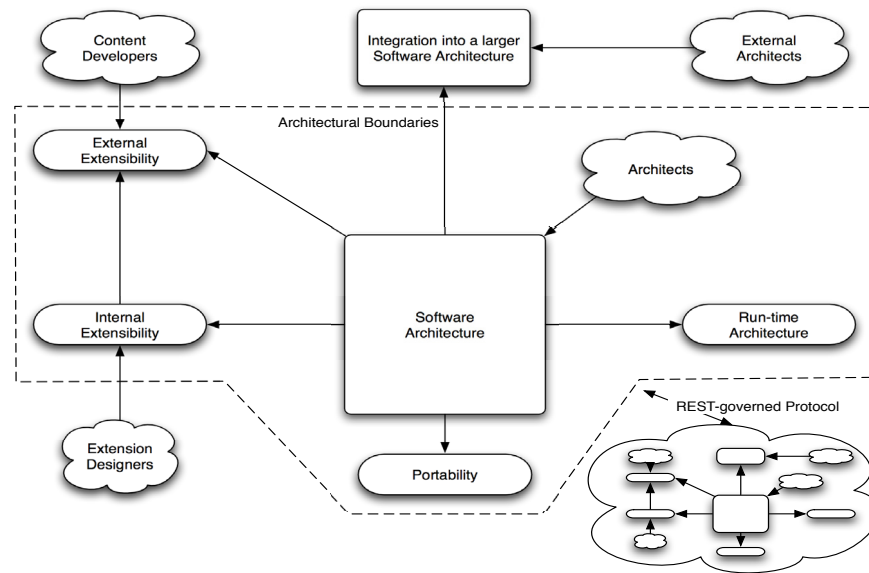 Content
Developers
Integration into a larger
Software Architecture
External
Architects
Architectural Boundaries
External
Extensibility
Architects
Internal
Extensibility
Software
Architecture
Run-time
Architecture
REST-governed Protocol
Extension
Designers
Portability